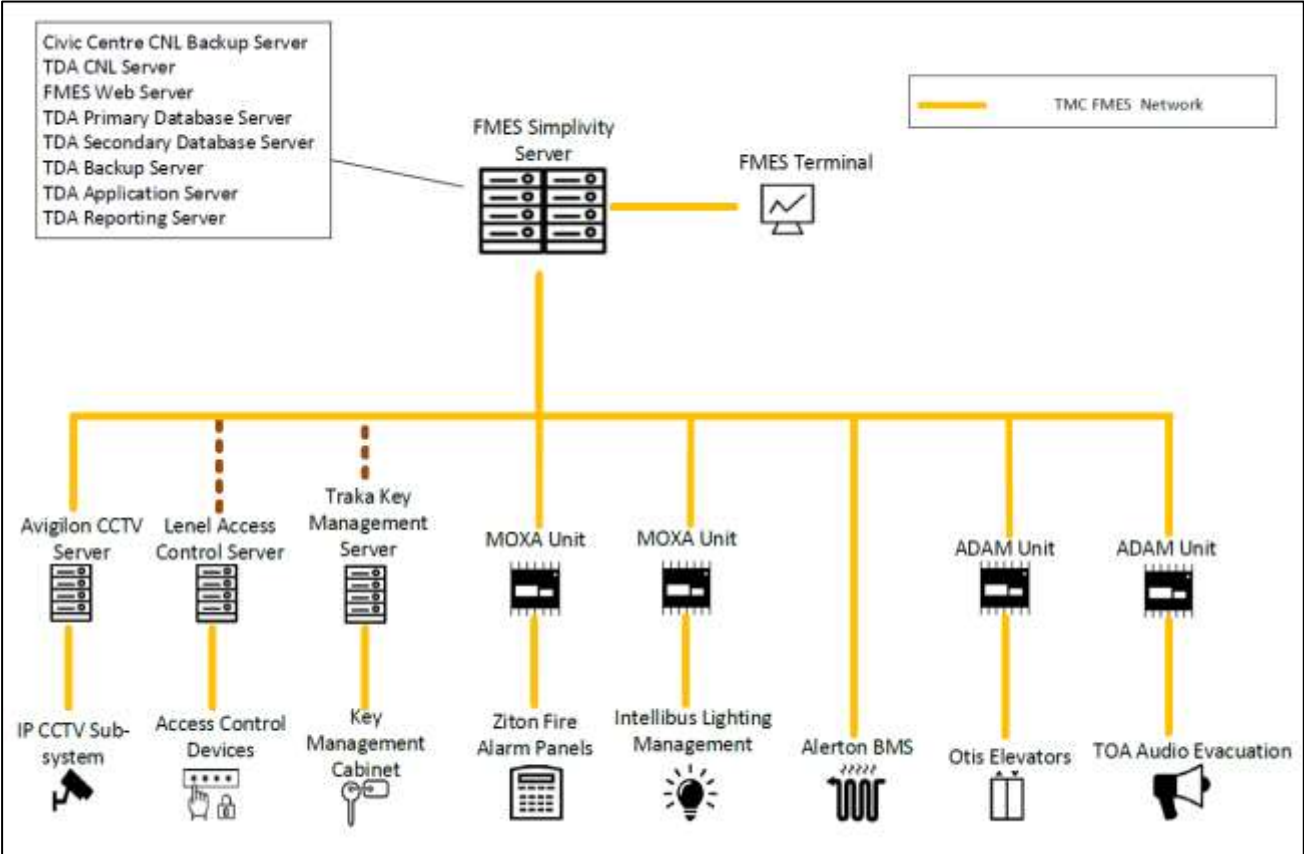 Civic Centre CNL Backup Server
TDA CNL Server
FMES Web Server
TDA Primary Database Server
TDA Secondary Database Server
TDA Backup Server
TDA Application Server
TDA Reporting Server
FMES Simplivity
Server
FMES Terminal
TMC FMES Network
Avigilon CCTV
Server
Lenel Access
Control Server
Traka Key
Management
Server
MOXA Unit
MOXA Unit
ADAM Unit
ADAM Unit
IP CCTV Sub-
system
Access Control
Devices
Key
Management
Cabinet
Ziton Fire
Alarm Panels
Intellibus Lighting
Management
Alerton BMS
Otis Elevators
TOA Audio Evacuation